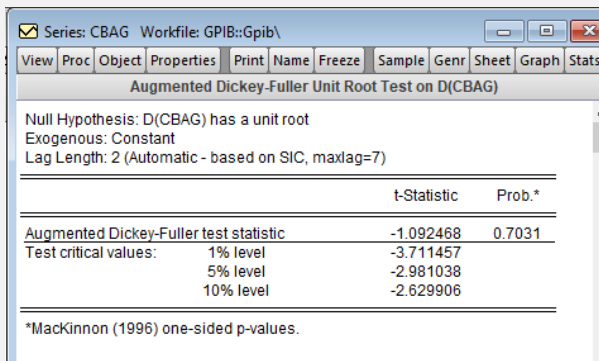 Series: CBAG Workfile: GPIB::Gpib\
View Proc Object Properties Print Name Freeze Sample Genr Sheet Graph Stats
Augmented Dickey-Fuller Unit Root Test on D(CBAG)
Null Hypothesis: D(CBAG) has a unit root
Exogenous: Constant
Lag Length: 2 (Automatic - based on SIC, maxlag=7)
t-Statistic Prob.*
Augmented Dickey-Fuller test statistic -1.092468 0.7031
Test critical values: 1% level -3.711457
5% level -2.981038
10% level -2.629906
*MacKinnon (1996) one-sided p-values.